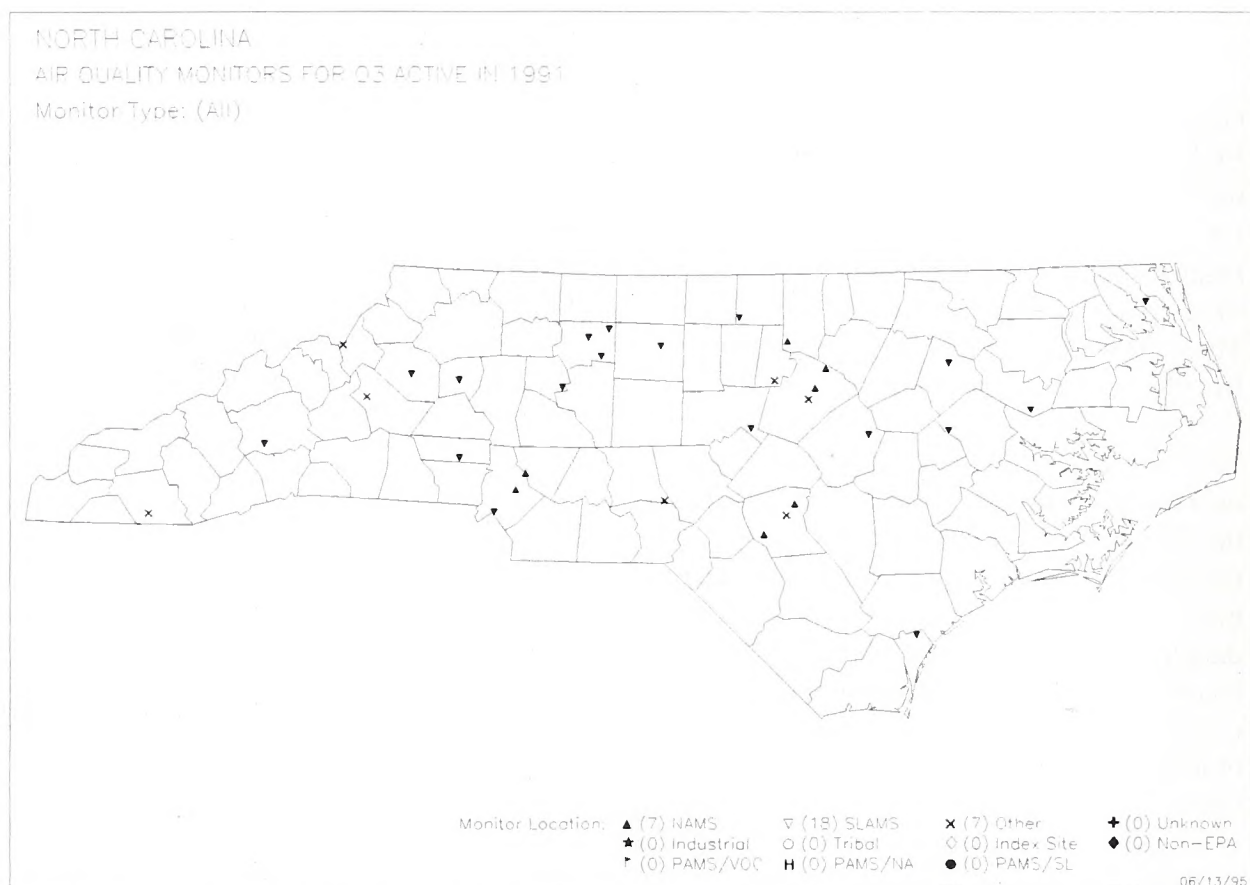 NORTH CAROLINA
AIR QUALITY MONITORS FOR O3 ACTIVE IN 1991
Monitor Type: (All)
Monitor Location: ▲ (7) NAMS ▽ (18) SLAMS × (7) Other + (0) Unknown
★ (0) Industrial ○ (0) Tribal ◇ (0) Index Site ◆ (0) Non-EPA
(0) PAMS/VOC H (0) PAMS/NA ● (0) PAMS/SL
06/13/95